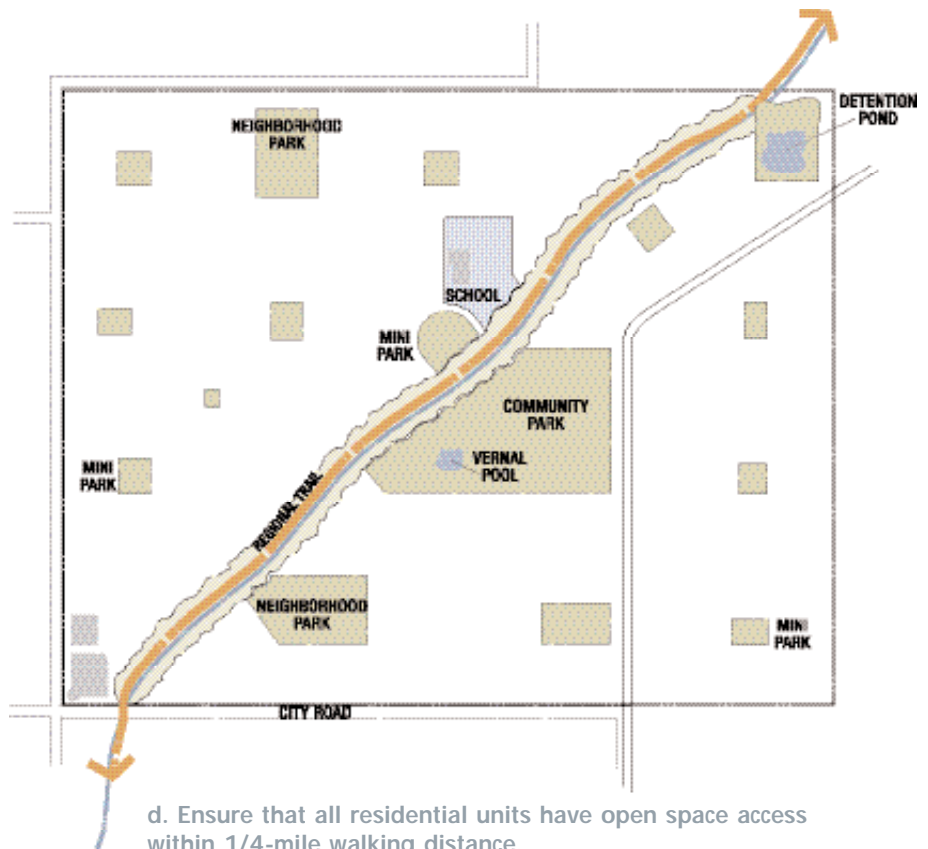 DETENTION
POND
NEIGHBORHOOD
PARK
SCHOOL
MINI
PARK
COMMUNITY
PARK
VERNAL
POOL
MINI
PARK
REGIONAL TRAIL
NEIGHBORHOOD
PARK
MINI
PARK
CITY ROAD
d. Ensure that all residential units have open space access
within 1/4-mile walking distance